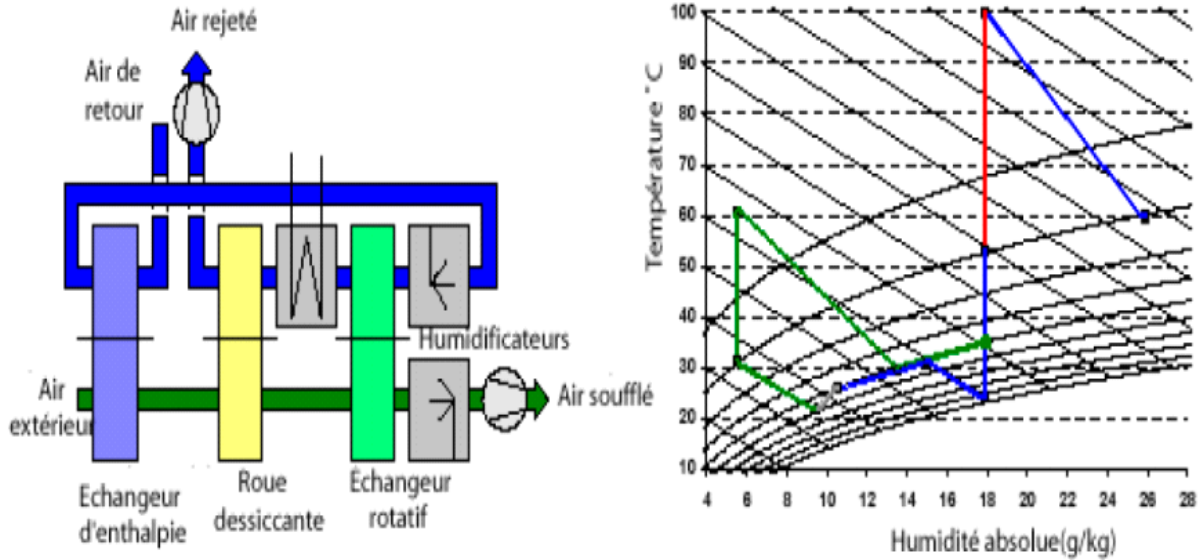 Air rejeté
Air de
retour
Humidificateurs
Air
extérieur
Air soufflé
Echangeur
d'enthalpie
Roue
dessiccante
Échangeur
rotatif
Température °C
100
90
80
70
60
50
40
30
20
10
4 6 8 10 12 14 16 18 20 22 24 26 28
Humidité absolue(g/kg)